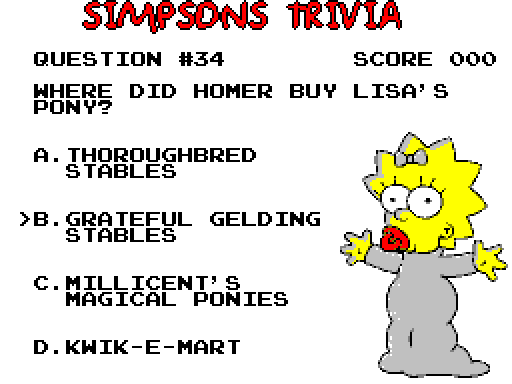 SIMPSONS TRIVIA
QUESTION #34 SCORE 000
WHERE DID HOMER BUY LISA'S
PONY?
A. THOROUGHBRED
STABLES
>B. GRATEFUL GELDING
STABLES
C. MILLICENT'S
MAGICAL PONIES
D. KWIK-E-MART